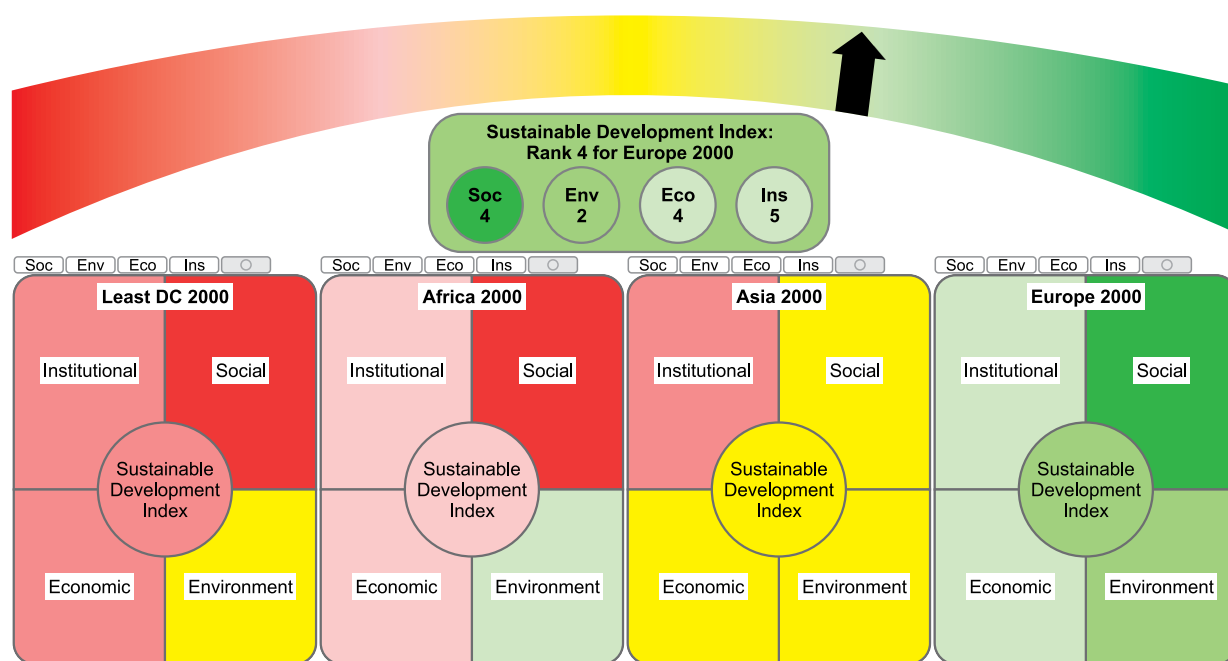 Sustainable Development Index:
Rank 4 for Europe 2000
Soc
4
Env
2
Eco
4
Ins
5
Soc Env Eco Ins
Least DC 2000
Institutional
Social
Sustainable
Development
Index
Economic
Environment
Soc Env Eco Ins
Africa 2000
Institutional
Social
Sustainable
Development
Index
Economic
Environment
Soc Env Eco Ins
Asia 2000
Institutional
Social
Sustainable
Development
Index
Economic
Environment
Soc Env Eco Ins
Europe 2000
Institutional
Social
Sustainable
Development
Index
Economic
Environment